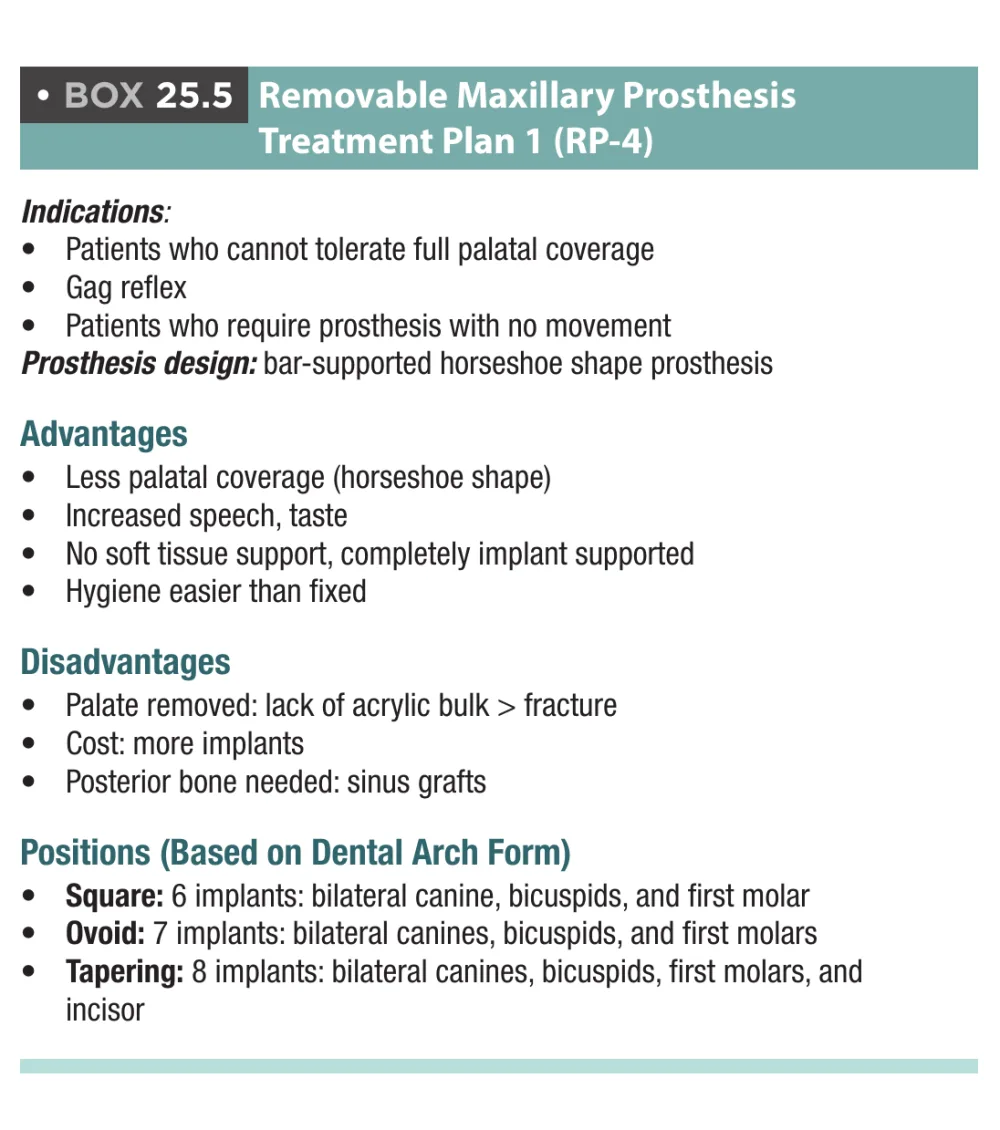 • BOX 25.5 Removable Maxillary Prosthesis
Treatment Plan 1 (RP-4)
Indications:
• Patients who cannot tolerate full palatal coverage
• Gag reflex
• Patients who require prosthesis with no movement
Prosthesis design: bar-supported horseshoe shape prosthesis
Advantages
• Less palatal coverage (horseshoe shape)
• Increased speech, taste
• No soft tissue support, completely implant supported
• Hygiene easier than fixed
Disadvantages
• Palate removed: lack of acrylic bulk > fracture
• Cost: more implants
• Posterior bone needed: sinus grafts
Positions (Based on Dental Arch Form)
• Square: 6 implants: bilateral canine, bicuspids, and first molar
• Ovoid: 7 implants: bilateral canines, bicuspids, and first molars
• Tapering: 8 implants: bilateral canines, bicuspids, first molars, and
incisor